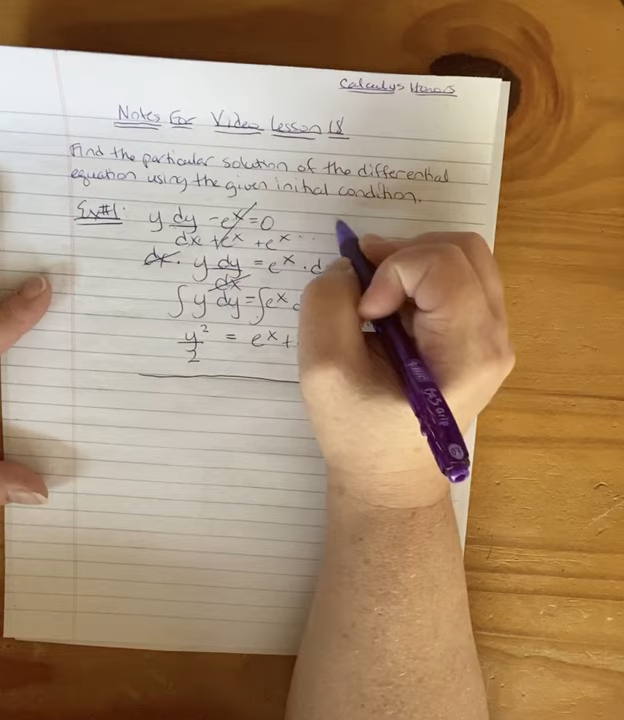 Calculus Honors
Notes For Video Lesson 18
Find the particular solution of the differential
equation using the given initial condition.
Ex#1: y dy/dx - e^x = 0
+e^x +e^x
dx · y dy/dx = e^x · d
∫ y dy = ∫ e^x
y^2/2 = e^x +